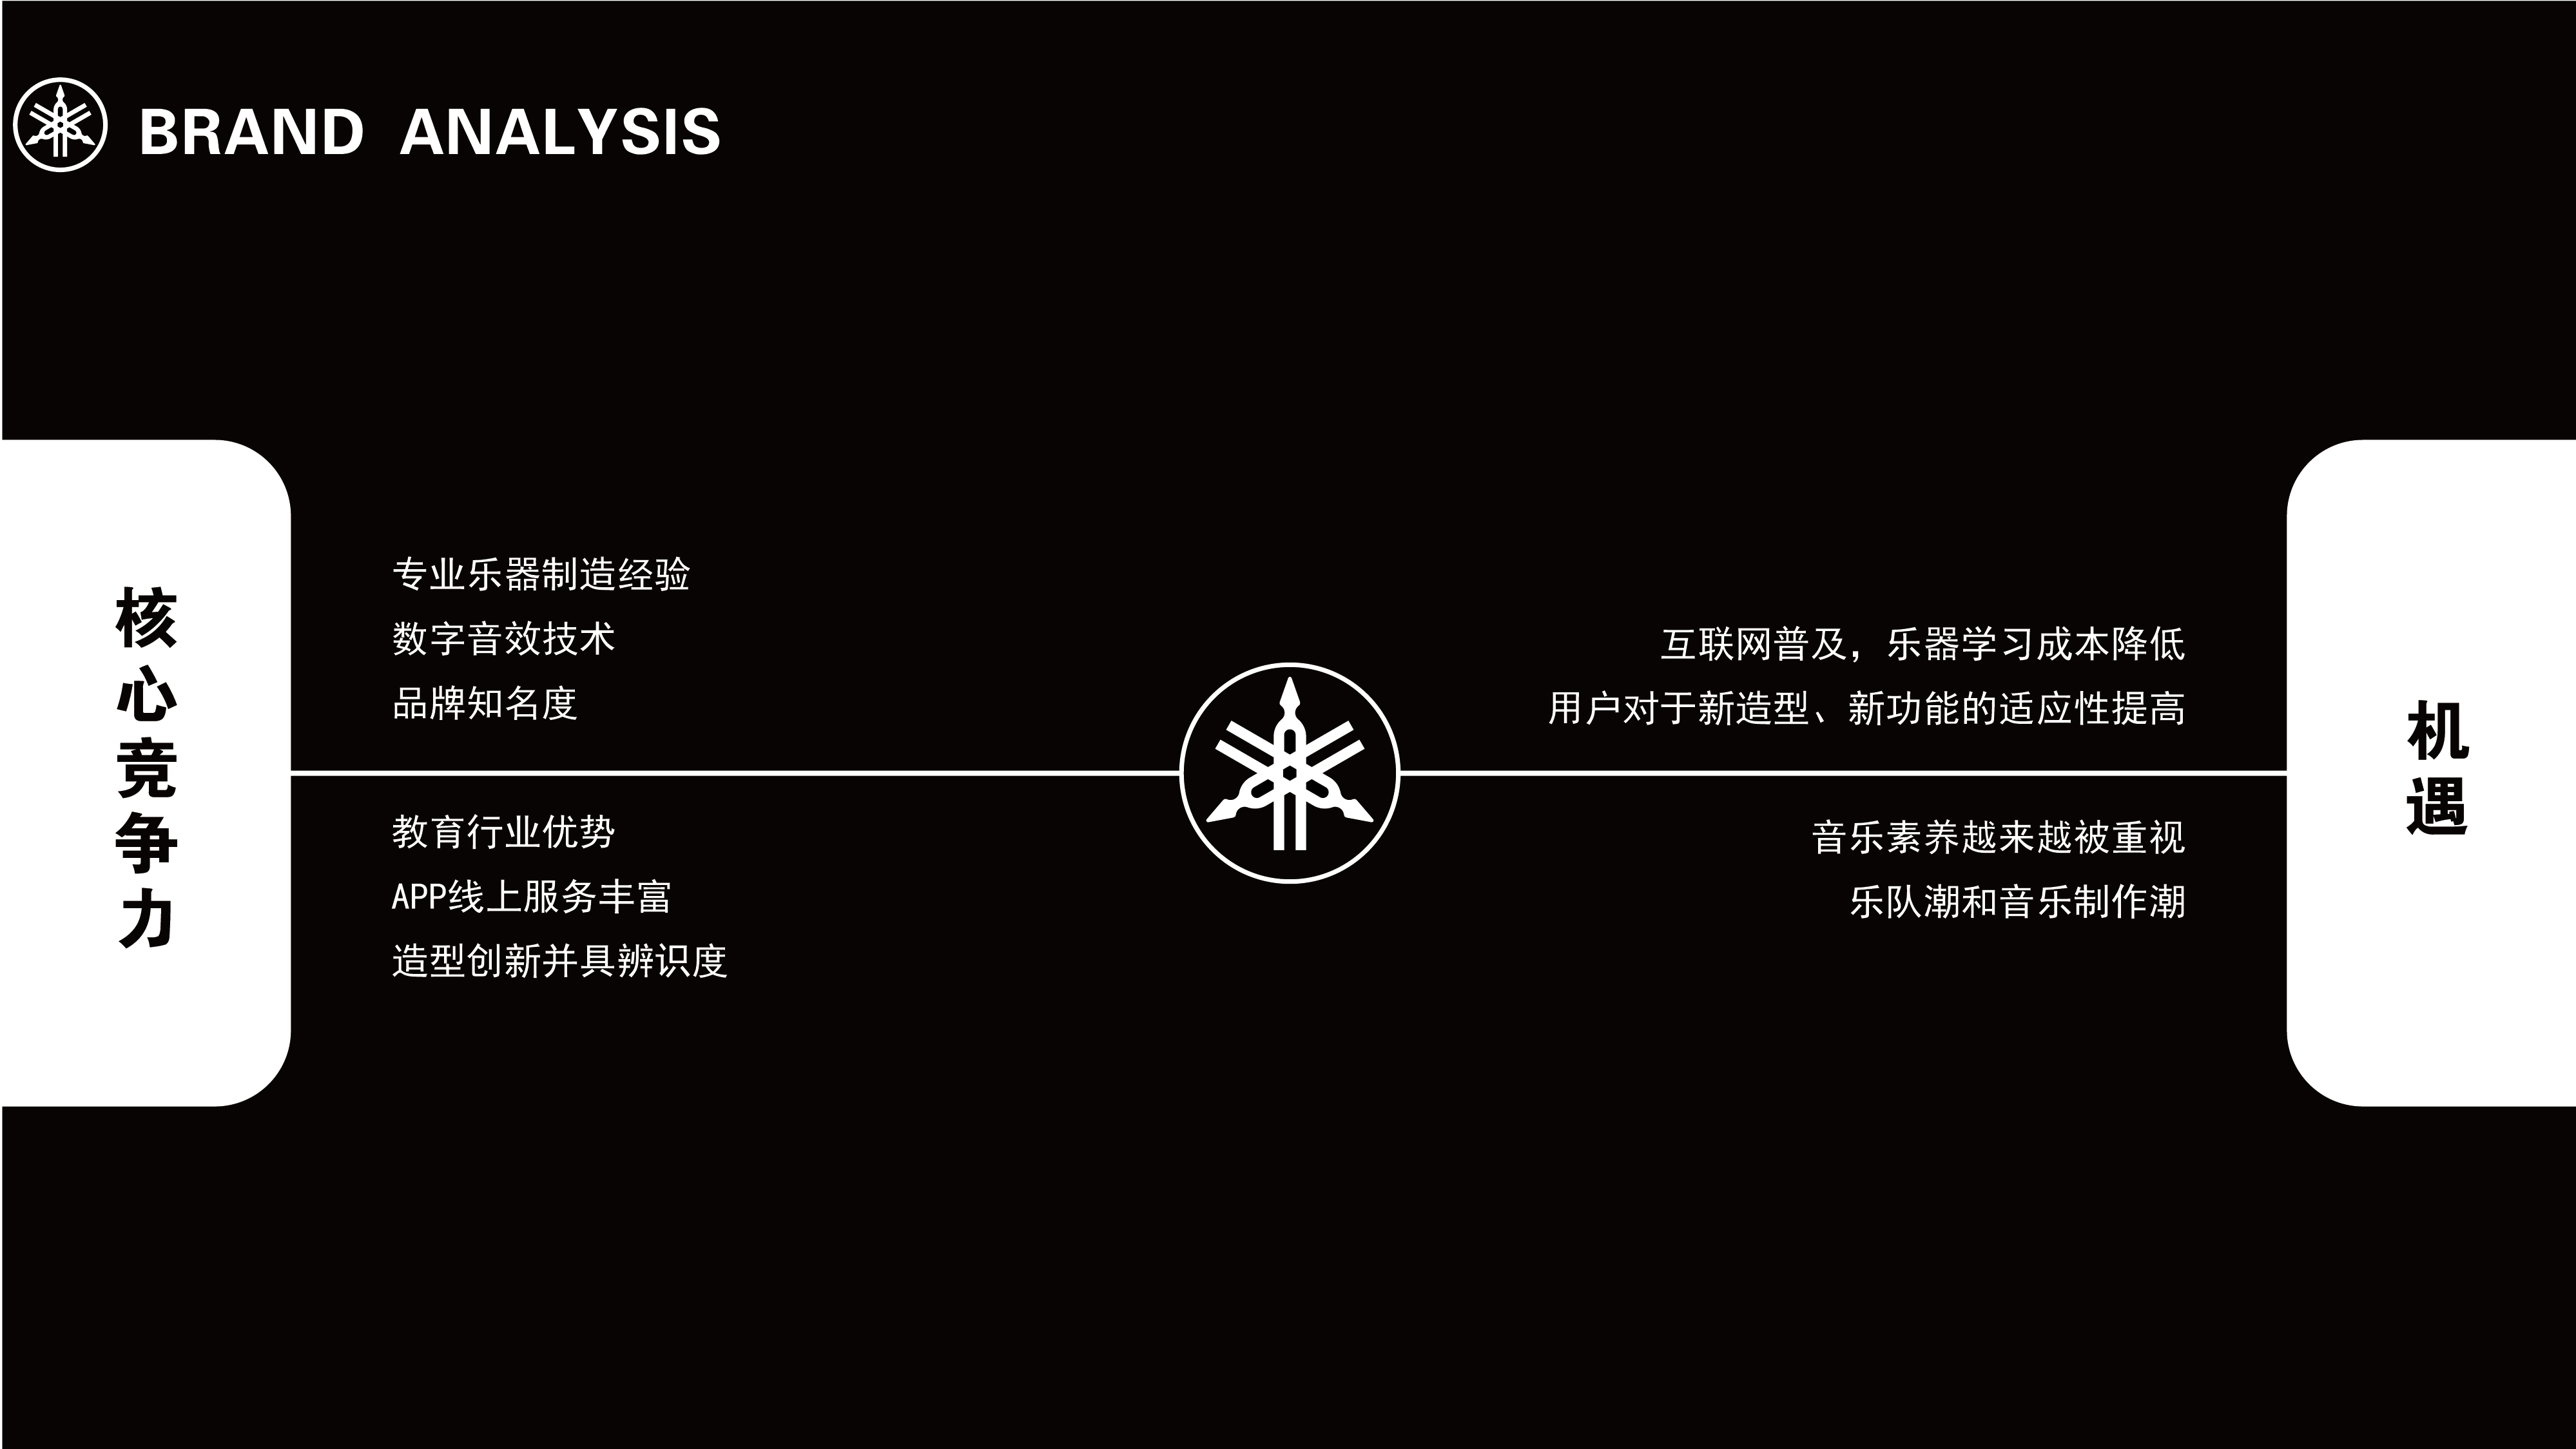 BRAND ANALYSIS
核心竞争力
专业乐器制造经验
数字音效技术
品牌知名度
教育行业优势
APP线上服务丰富
造型创新并具辨识度
互联网普及，乐器学习成本降低
用户对于新造型、新功能的适应性提高
音乐素养越来越被重视
乐队潮和音乐制作潮
机遇